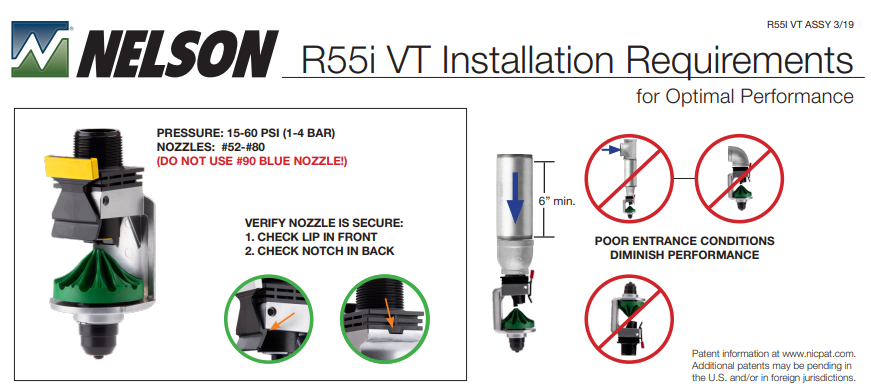 R55I VT ASSY 3/19
NELSON
R55i VT Installation Requirements
for Optimal Performance
PRESSURE: 15-60 PSI (1-4 BAR)
NOZZLES: #52-#80
(DO NOT USE #90 BLUE NOZZLE!)
VERIFY NOZZLE IS SECURE:
1. CHECK LIP IN FRONT
2. CHECK NOTCH IN BACK
6” min.
POOR ENTRANCE CONDITIONS
DIMINISH PERFORMANCE
Patent information at www.nicpat.com.
Additional patents may be pending in
the U.S. and/or in foreign jurisdictions.